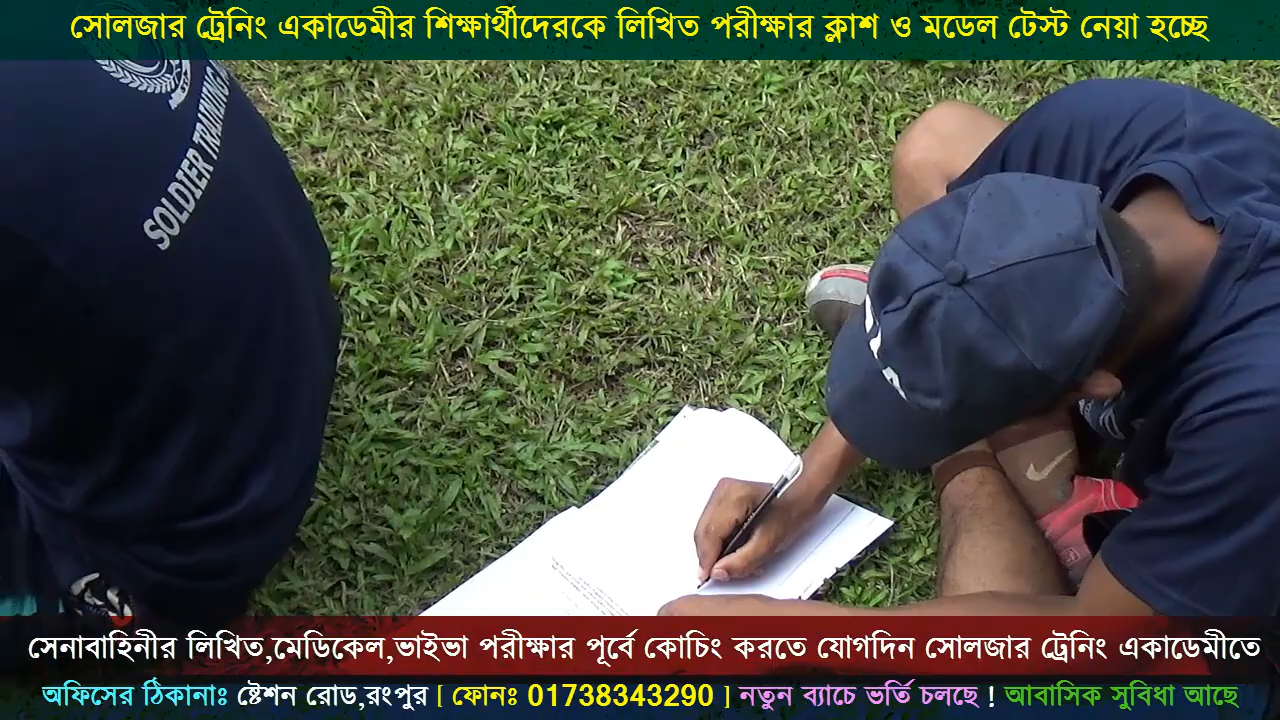 সোলজার ট্রেনিং একাডেমীর শিক্ষার্থীদেরকে লিখিত পরীক্ষার ক্লাশ ও মডেল টেস্ট নেয়া হচ্ছে
SOLDIER TRAINING
সেনাবাহিনীর লিখিত,মেডিকেল,ভাইভা পরীক্ষার পূর্বে কোচিং করতে যোগদিন সোলজার ট্রেনিং একাডেমীতে
অফিসের ঠিকানাঃ ষ্টেশন রোড,রংপুর [ ফোনঃ 01738343290 ] নতুন ব্যাচে ভর্তি চলছে ! আবাসিক সুবিধা আছে